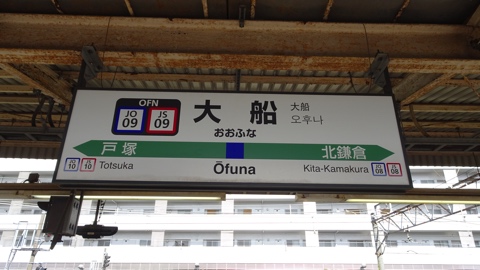 OFN
JO
09
JS
09
大船
おおふな
大船
오후나
戸塚
北鎌倉
JO
10
JS
10
Totsuka
Ōfuna
Kita-Kamakura
JO
08
JS
08